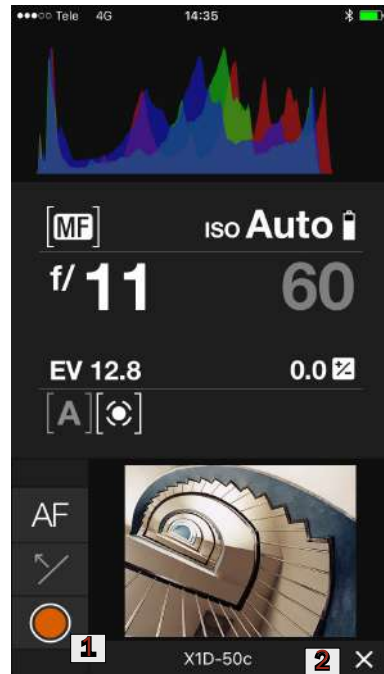 Tele 4G 14:35
[MF] ISO Auto
f/11 60
EV 12.8 0.0
[A]
AF
1
X1D-50c 2